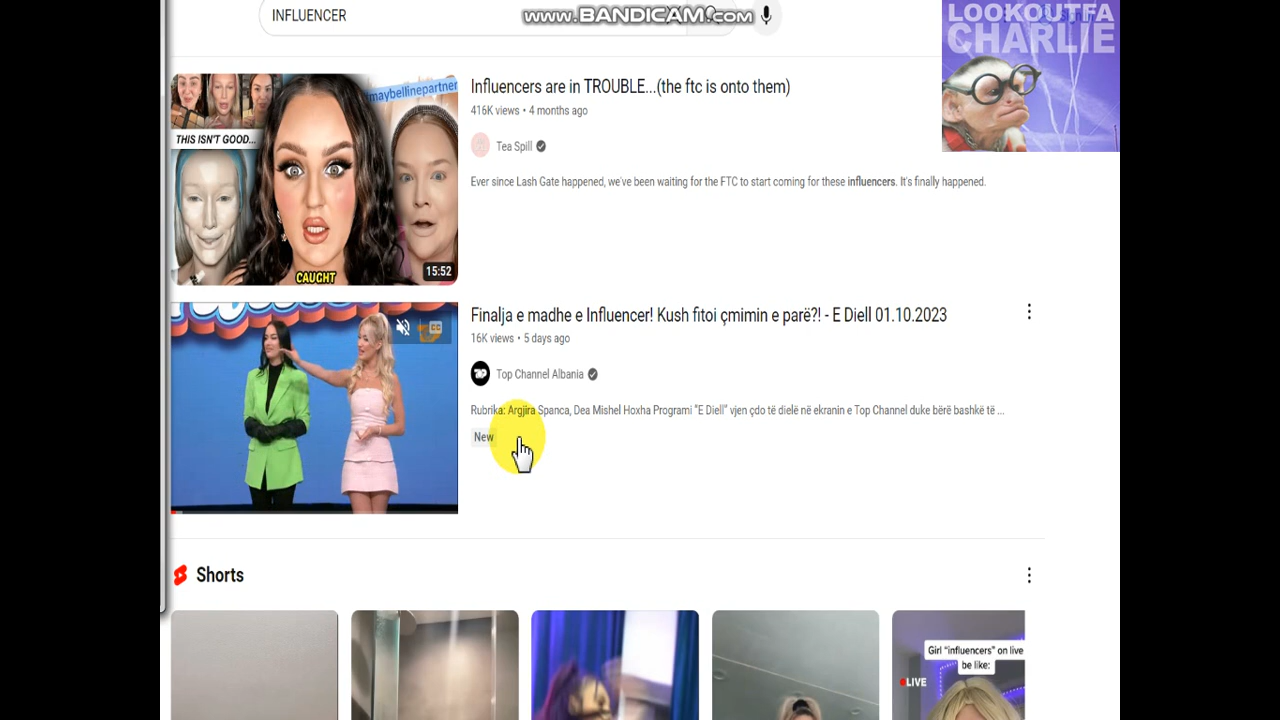 INFLUENCER
www.BANDICAM.com
LOOKOUTFA
CHARLIE
#maybellinepartner
THIS ISN'T GOOD...
CAUGHT
15:52
Influencers are in TROUBLE...(the ftc is onto them)
416K views • 4 months ago
Tea Spill
Ever since Lash Gate happened, we've been waiting for the FTC to start coming for these influencers. It's finally happened.
Finalja e madhe e Influencer! Kush fitoi çmimin e parë?! - E Diell 01.10.2023
16K views • 5 days ago
TOP
Top Channel Albania
Rubrika: Argjira Spanca, Dea Mishel Hoxha Programi "E Diell" vjen çdo të dielë në ekranin e Top Channel duke bërë bashkë të ...
New
Shorts
Girl "influencers" on live
be like:
LIVE